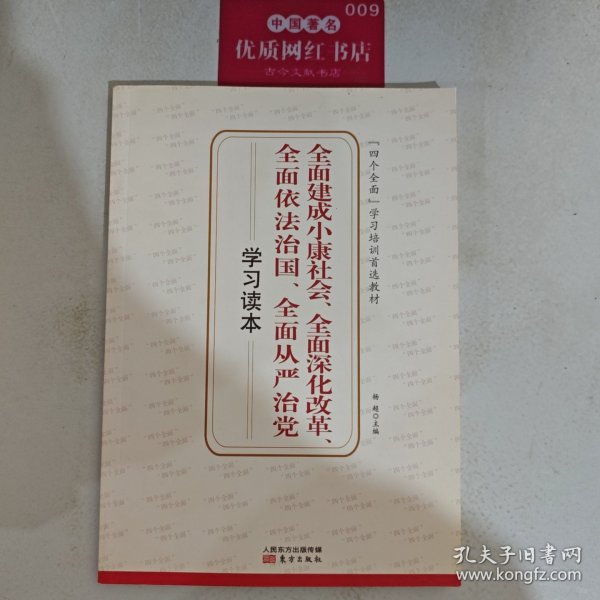 009
中国著名
优质网红书店
古今文献书店
「四个全面」学习培训首选教材
全面建成小康社会、全面深化改革、
全面依法治国、全面从严治党
学习读本
杨超○主编
人民东方出版传媒
东方出版社
孔夫子旧书网
www.kongfz.com
"四个全面"